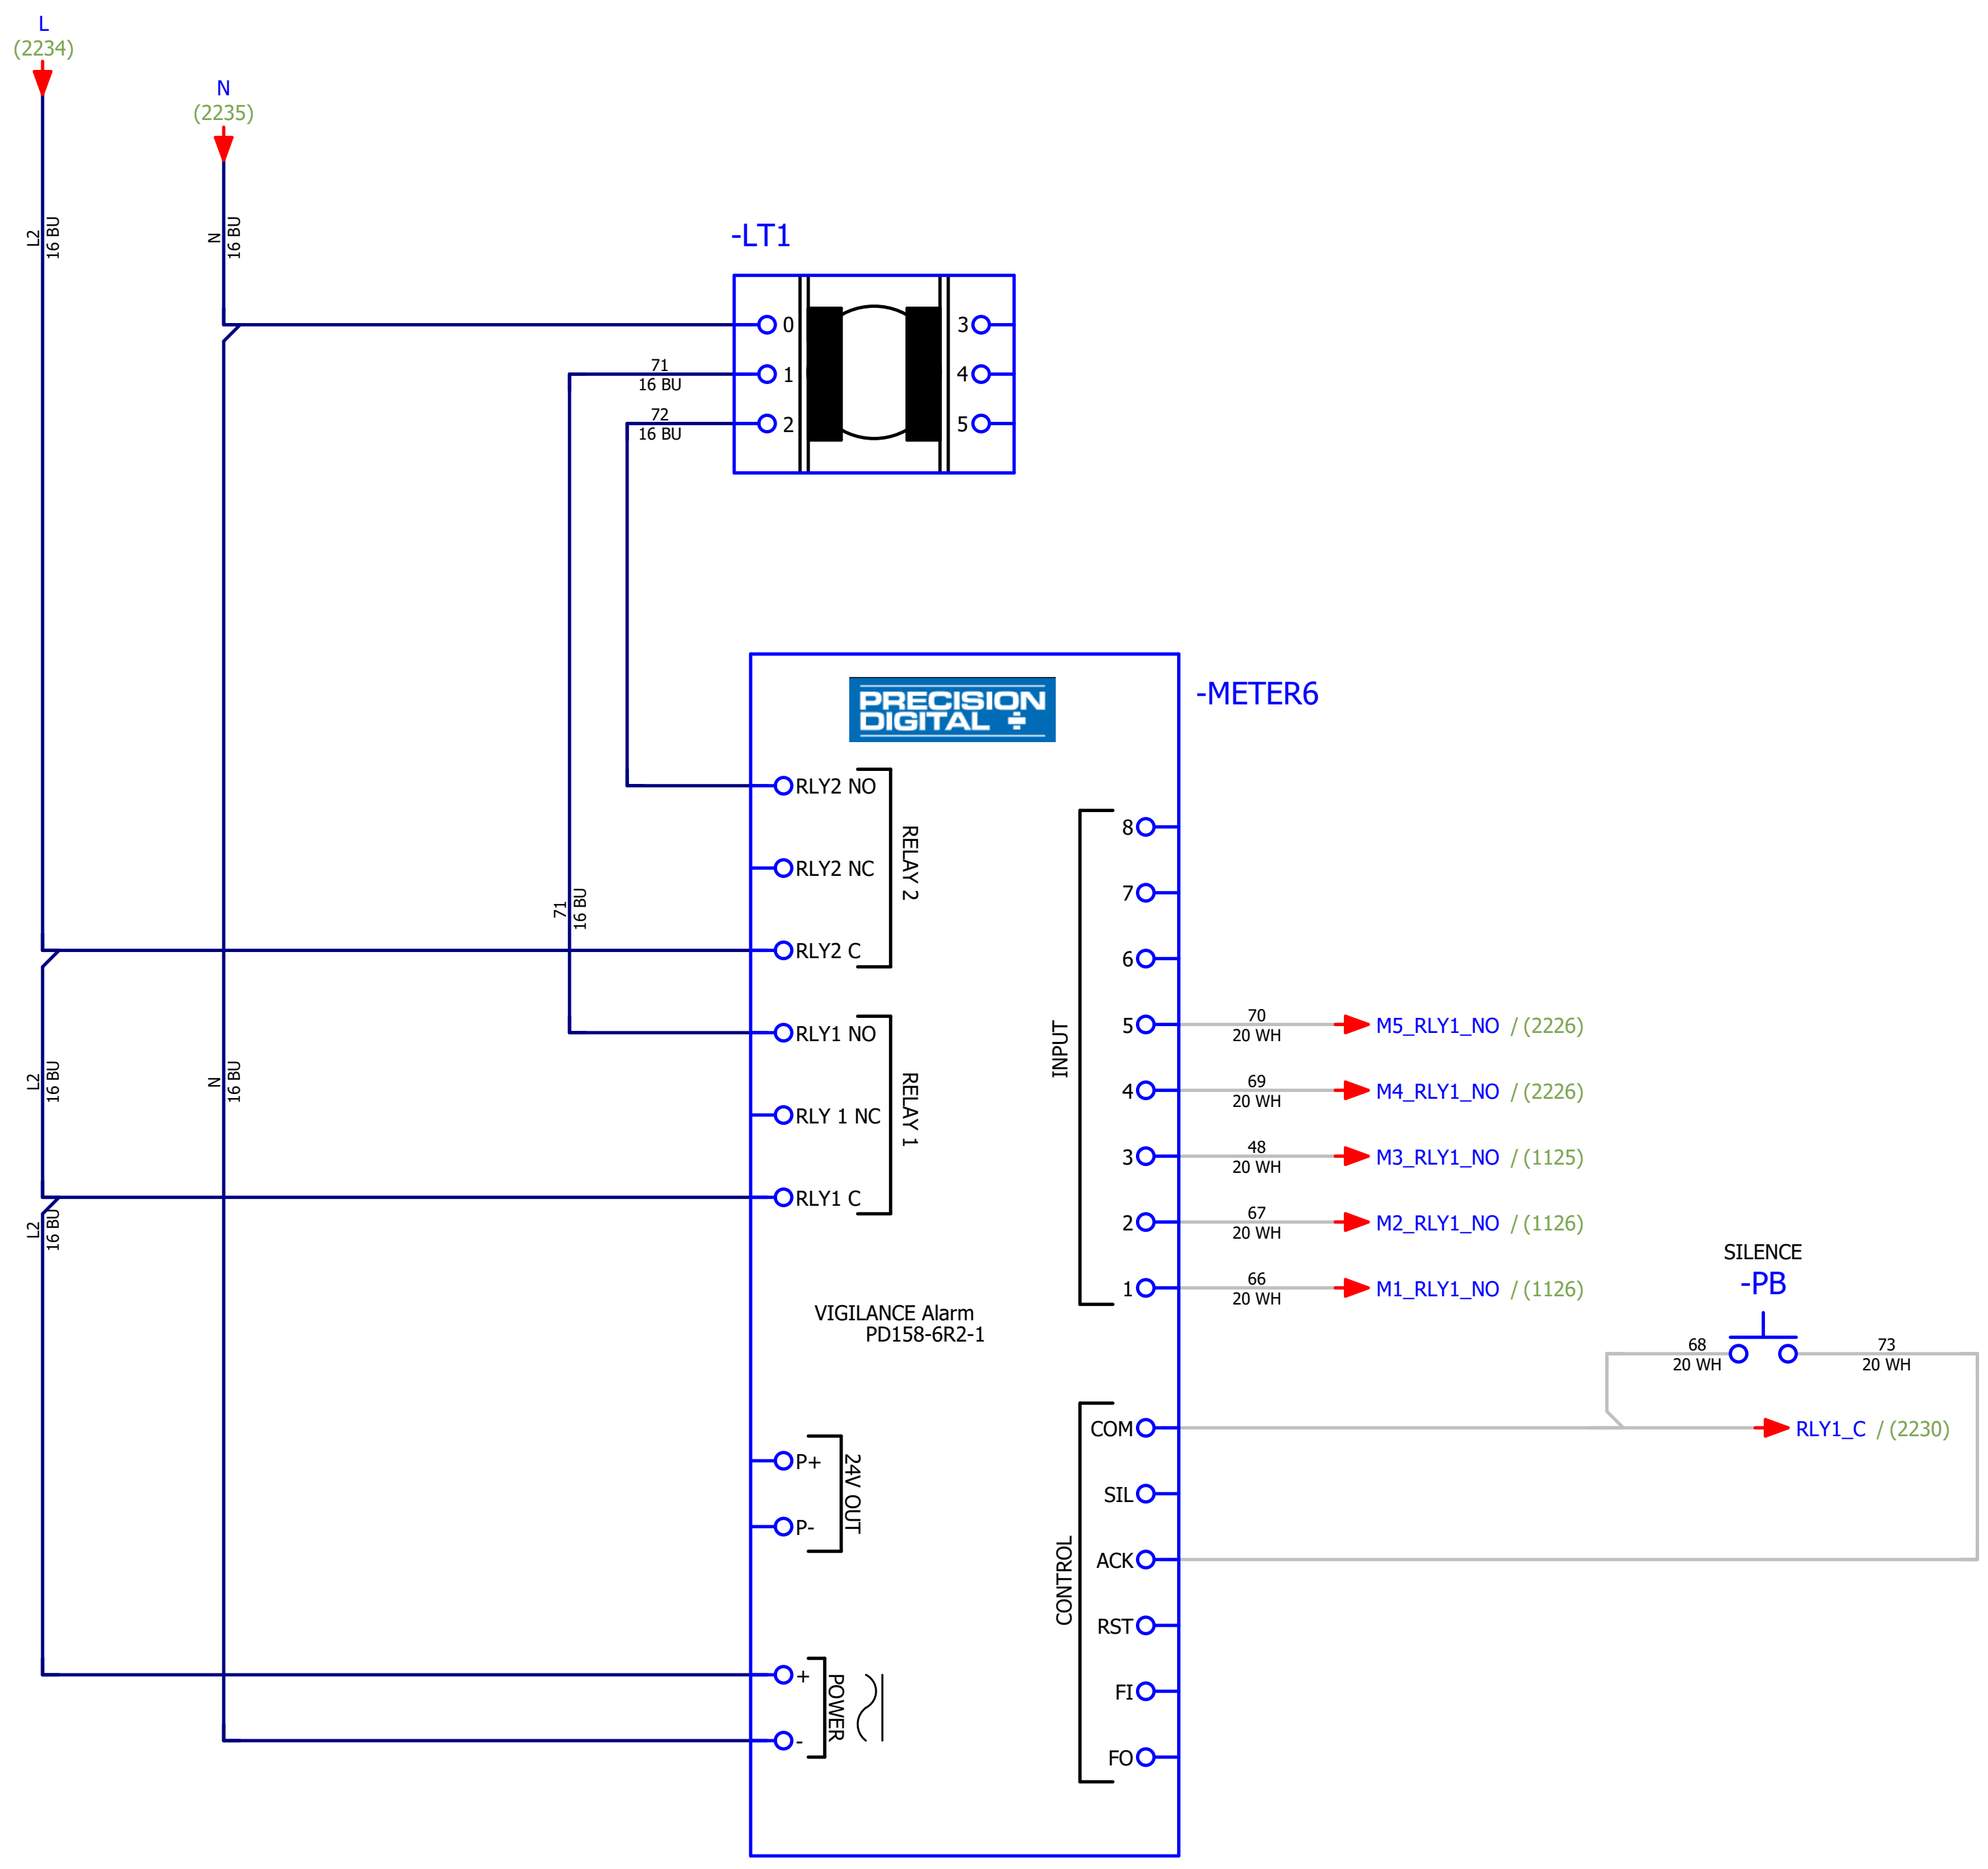 L
(2234)
N
(2235)
L2
16 BU
N
16 BU
-LT1
0
1
2
3
4
5
71
16 BU
72
16 BU
PRECISION
DIGITAL
-METER6
RLY2 NO
RLY2 NC
RLY2 C
RELAY 2
71
16 BU
RLY1 NO
RLY 1 NC
RLY1 C
RELAY 1
L2
16 BU
N
16 BU
L2
16 BU
8
7
6
5
4
3
2
1
INPUT
70
20 WH
M5_RLY1_NO / (2226)
69
20 WH
M4_RLY1_NO / (2226)
48
20 WH
M3_RLY1_NO / (1125)
67
20 WH
M2_RLY1_NO / (1126)
66
20 WH
M1_RLY1_NO / (1126)
VIGILANCE Alarm
PD158-6R2-1
SILENCE
-PB
68
20 WH
73
20 WH
RLY1_C / (2230)
P+
P-
24V OUT
COM
SIL
ACK
RST
FI
FO
CONTROL
+
-
POWER